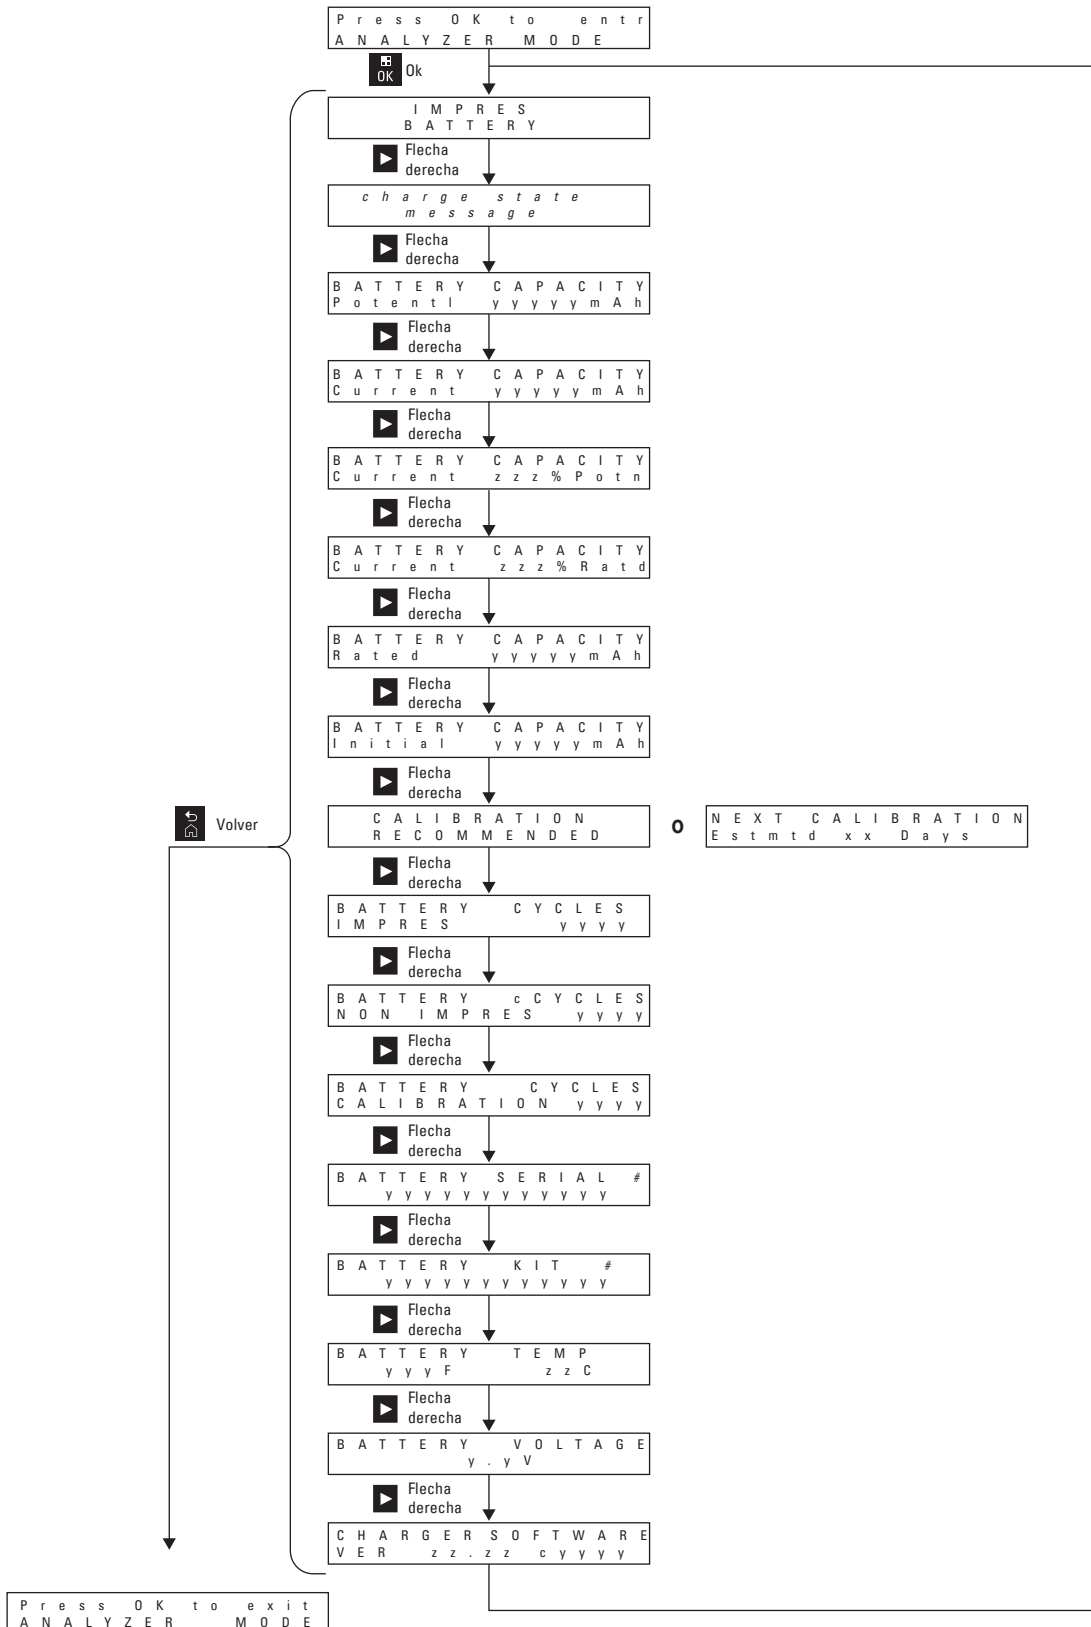 Press OK to entr
ANALYZER MODE
OK Ok
IMPRES
BATTERY
Flecha
derecha
charge state
message
Flecha
derecha
BATTERY CAPACITY
Potentl yyyyymAh
Flecha
derecha
BATTERY CAPACITY
Current yyyyymAh
Flecha
derecha
BATTERY CAPACITY
Current zzz%Potn
Flecha
derecha
BATTERY CAPACITY
Current zzz%Ratd
Flecha
derecha
BATTERY CAPACITY
Rated yyyyymAh
Flecha
derecha
BATTERY CAPACITY
Initial yyyyymAh
Flecha
derecha
Volver
CALIBRATION
RECOMMENDED
o
NEXT CALIBRATION
Estmtd xx Days
Flecha
derecha
BATTERY CYCLES
IMPRES yyyy
Flecha
derecha
BATTERY cCYCLES
NON IMPRES yyyy
Flecha
derecha
BATTERY CYCLES
CALIBRATION yyyy
Flecha
derecha
BATTERY SERIAL #
yyyyyyyyyyyy
Flecha
derecha
BATTERY KIT #
yyyyyyyyyyyy
Flecha
derecha
BATTERY TEMP
yyyF zzC
Flecha
derecha
BATTERY VOLTAGE
y.yV
Flecha
derecha
CHARGER SOFTWARE
VER zz.zz cyyyy
Press OK to exit
ANALYZER MODE